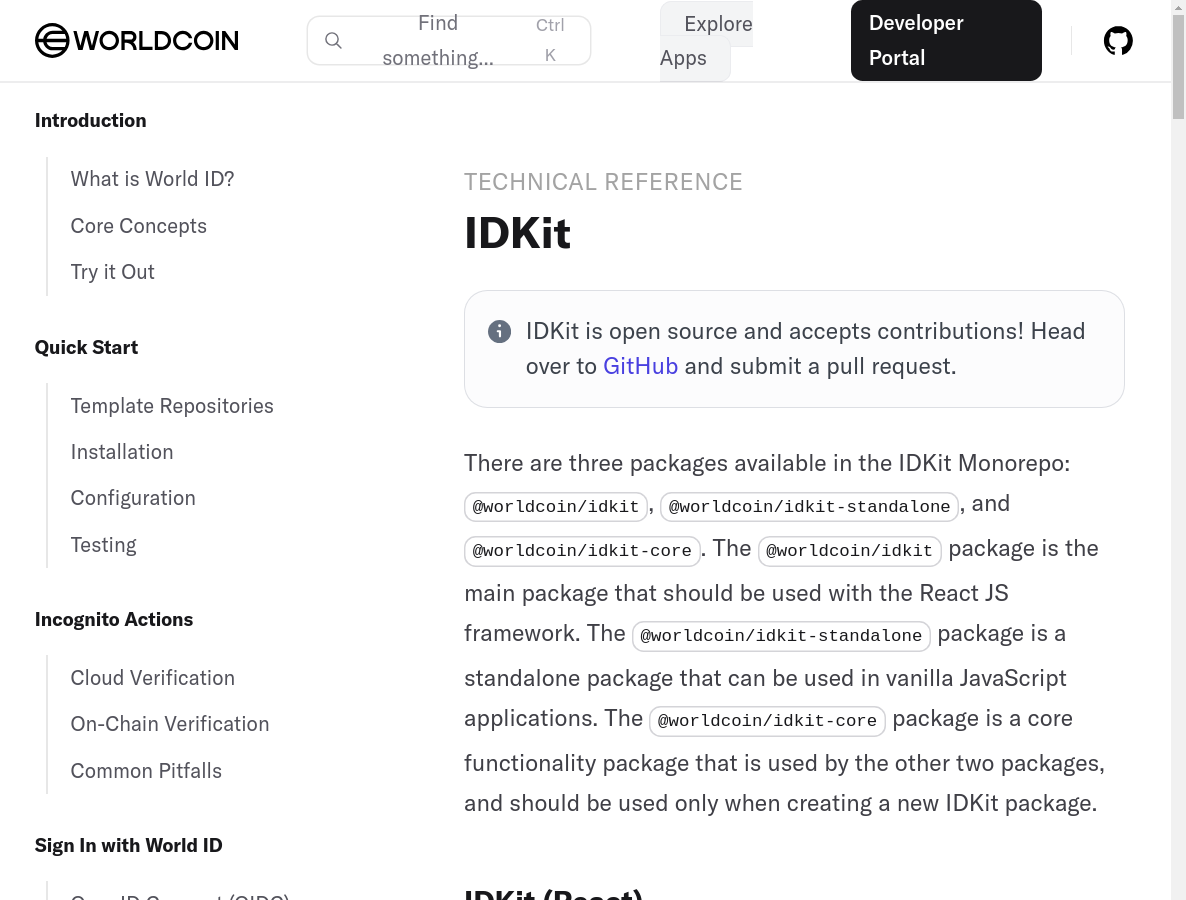 WORLDCOIN
Find
something...
Ctrl
K
Explore
Apps
Developer
Portal
Introduction
What is World ID?
Core Concepts
Try it Out
Quick Start
Template Repositories
Installation
Configuration
Testing
Incognito Actions
Cloud Verification
On-Chain Verification
Common Pitfalls
Sign In with World ID
Open ID Connect (OIDC)
TECHNICAL REFERENCE
IDKit
IDKit is open source and accepts contributions! Head
over to GitHub and submit a pull request.
There are three packages available in the IDKit Monorepo:
@worldcoin/idkit, @worldcoin/idkit-standalone, and
@worldcoin/idkit-core. The @worldcoin/idkit package is the
main package that should be used with the React JS
framework. The @worldcoin/idkit-standalone package is a
standalone package that can be used in vanilla JavaScript
applications. The @worldcoin/idkit-core package is a core
functionality package that is used by the other two packages,
and should be used only when creating a new IDKit package.
IDKit (React)